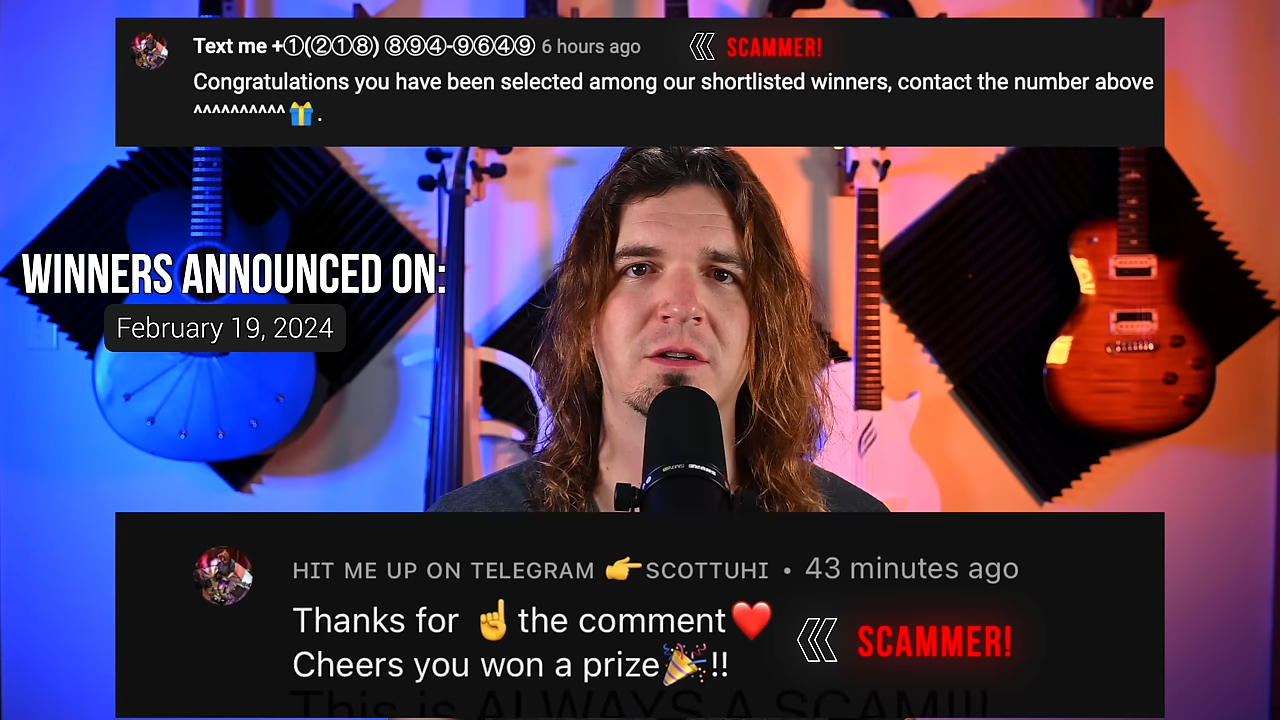 Text me +①(②①⑧) ⑧⑨④-⑨⑥④⑨ 6 hours ago SCAMMER!
Congratulations you have been selected among our shortlisted winners, contact the number above
^^^^^^^^^^ 🎁 .
WINNERS ANNOUNCED ON:
February 19, 2024
SHURE
HIT ME UP ON TELEGRAM 👉SCOTTUHI • 43 minutes ago
Thanks for ☝the comment❤️
Cheers you won a prize🎉!!
SCAMMER!
This is ALWAYS A SCAM!!!